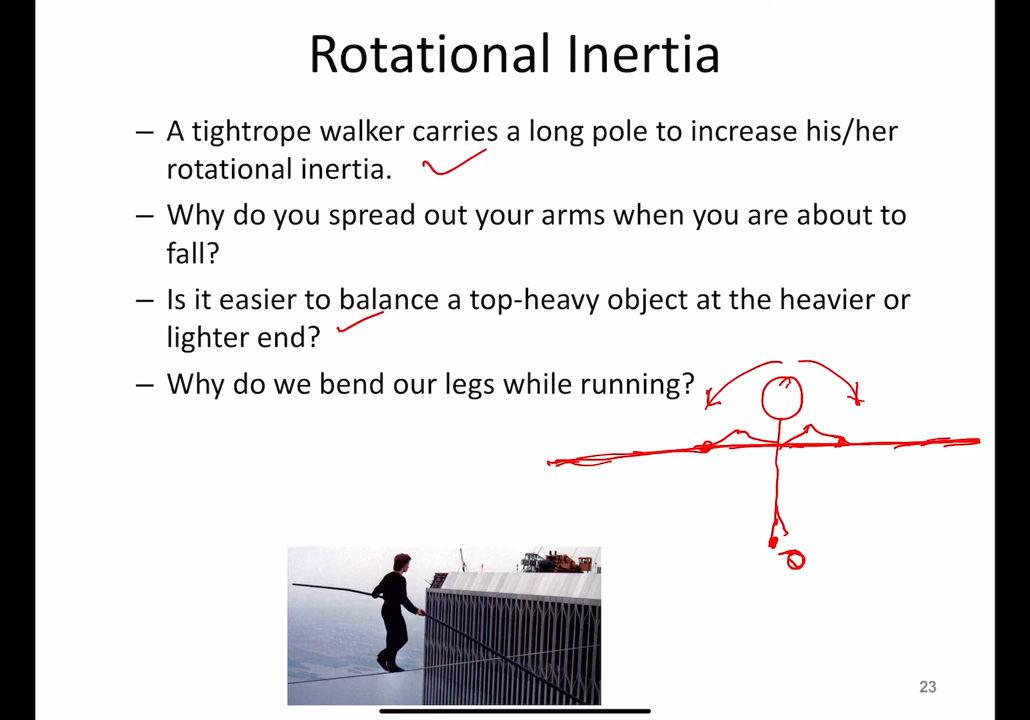 Rotational Inertia
– A tightrope walker carries a long pole to increase his/her
rotational inertia.
– Why do you spread out your arms when you are about to
fall?
– Is it easier to balance a top-heavy object at the heavier or
lighter end?
– Why do we bend our legs while running?
23